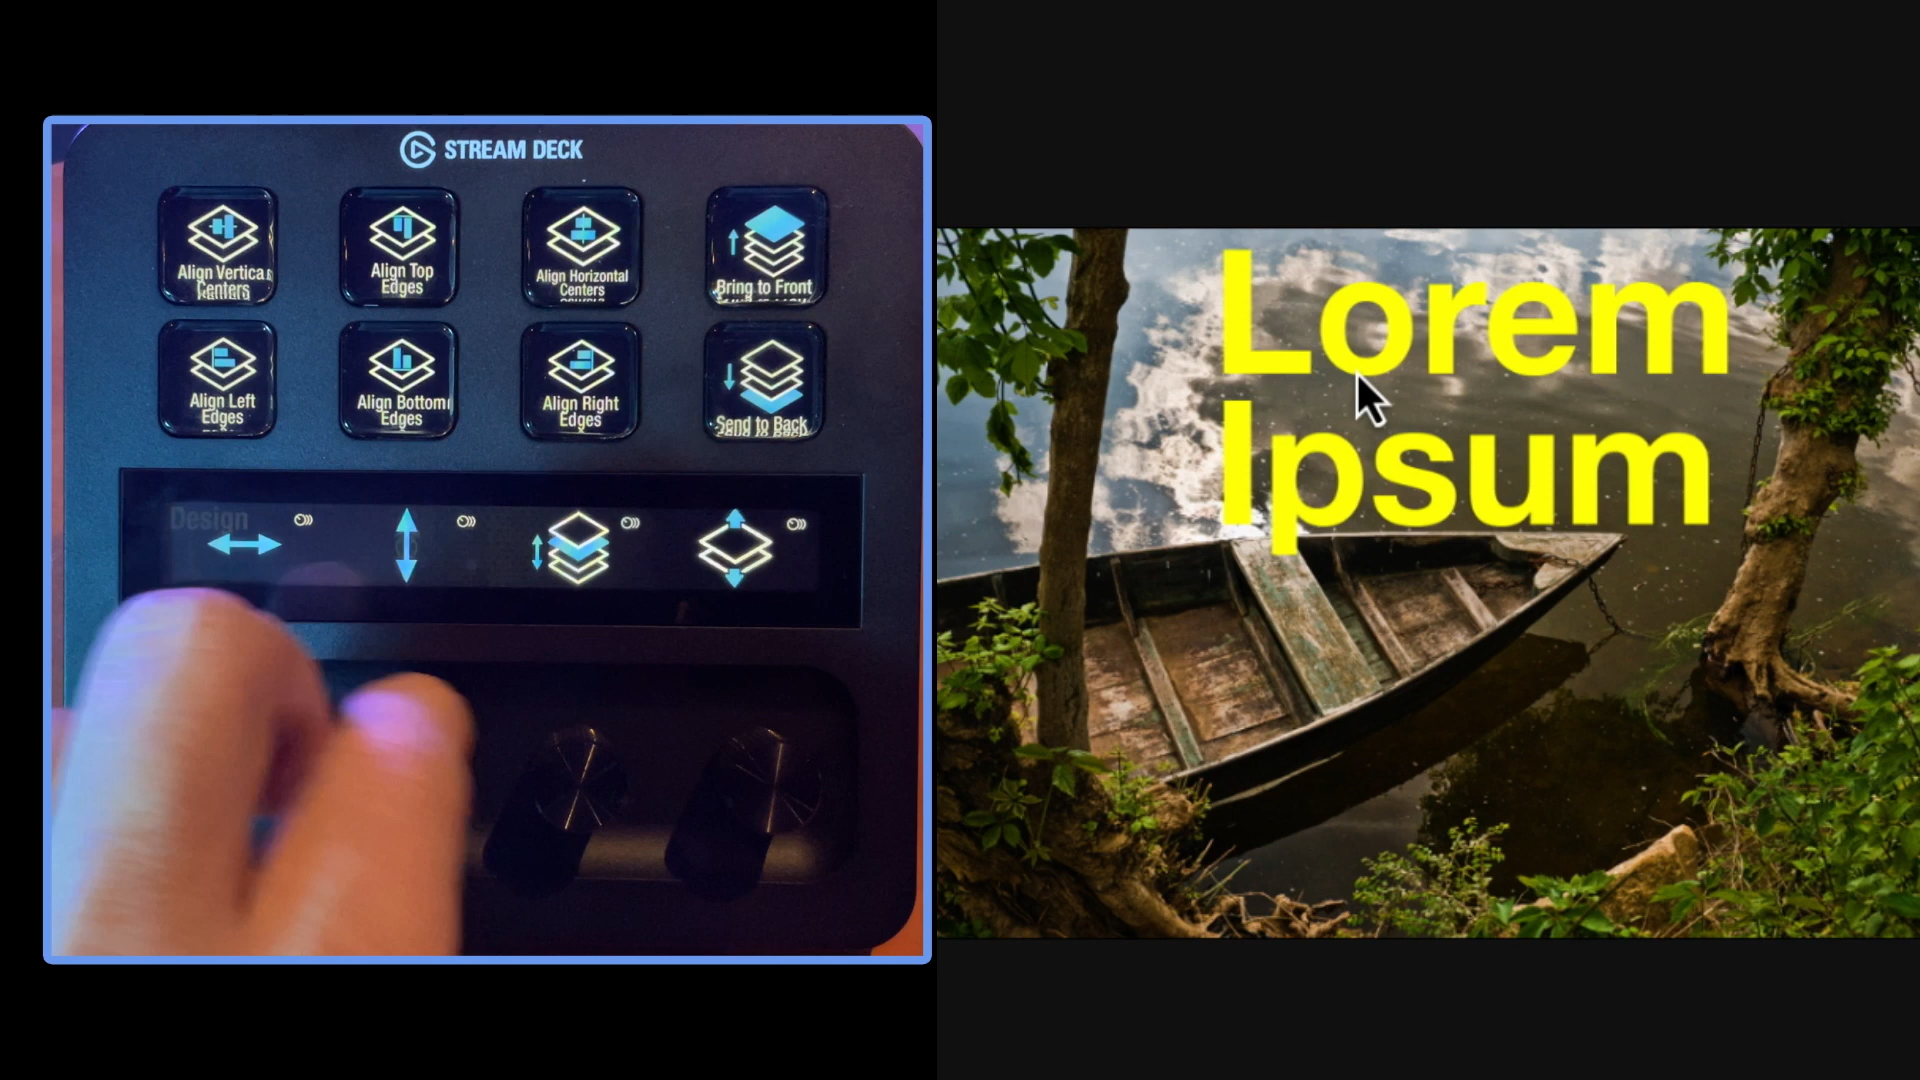 STREAM DECK
Align Vertical
Centers
Align Top
Edges
Align Horizontal
Centers
Bring to Front
Align Left
Edges
Align Bottom
Edges
Align Right
Edges
Send to Back
Design
Lorem
Ipsum